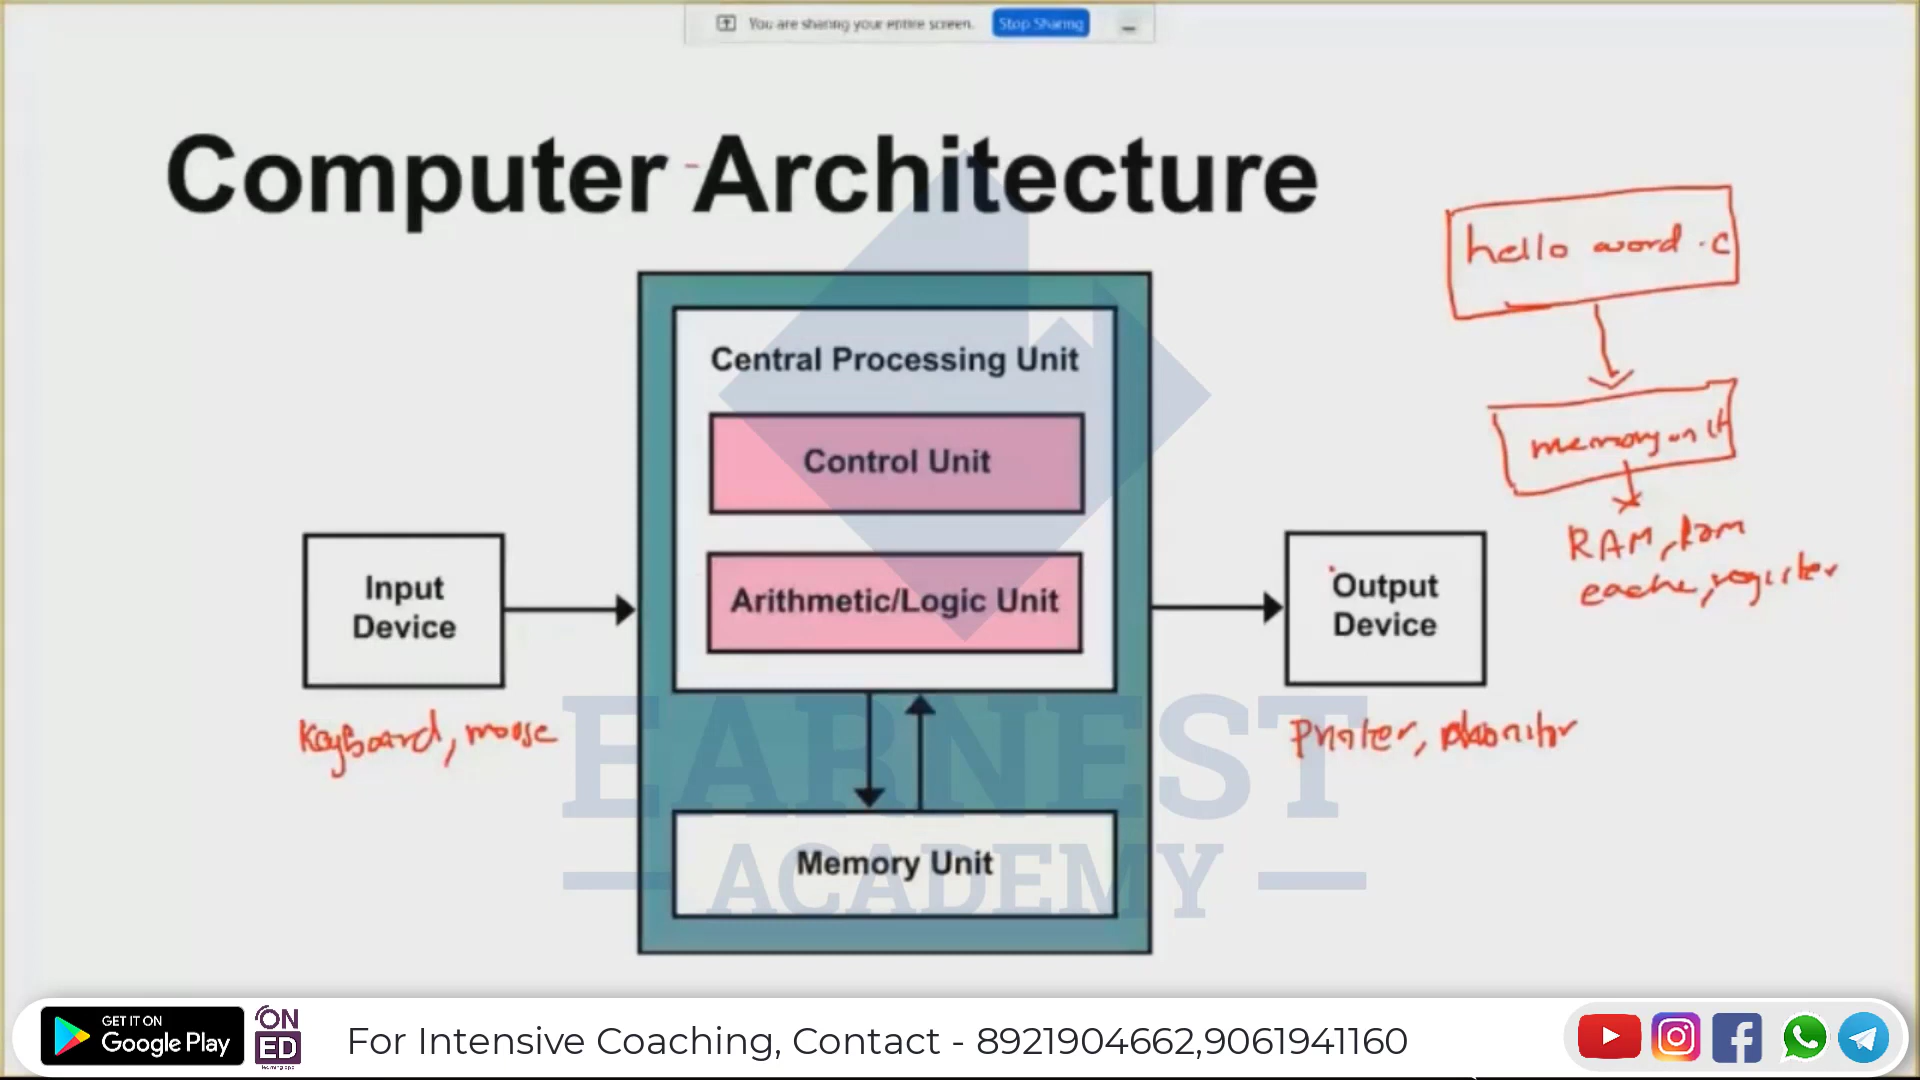 You are sharing your entire screen. Stop Sharing
Computer Architecture
hello word .c
Central Processing Unit
Control Unit
memory unit
RAM, Rom
cache, register
Input
Device
Arithmetic/Logic Unit
Output
Device
Keyboard, mouse
Printer, Monitor
EARNEST
ACADEMY
Memory Unit
GET IT ON
Google Play
ON
ED
For Intensive Coaching, Contact - 8921904662,9061941160